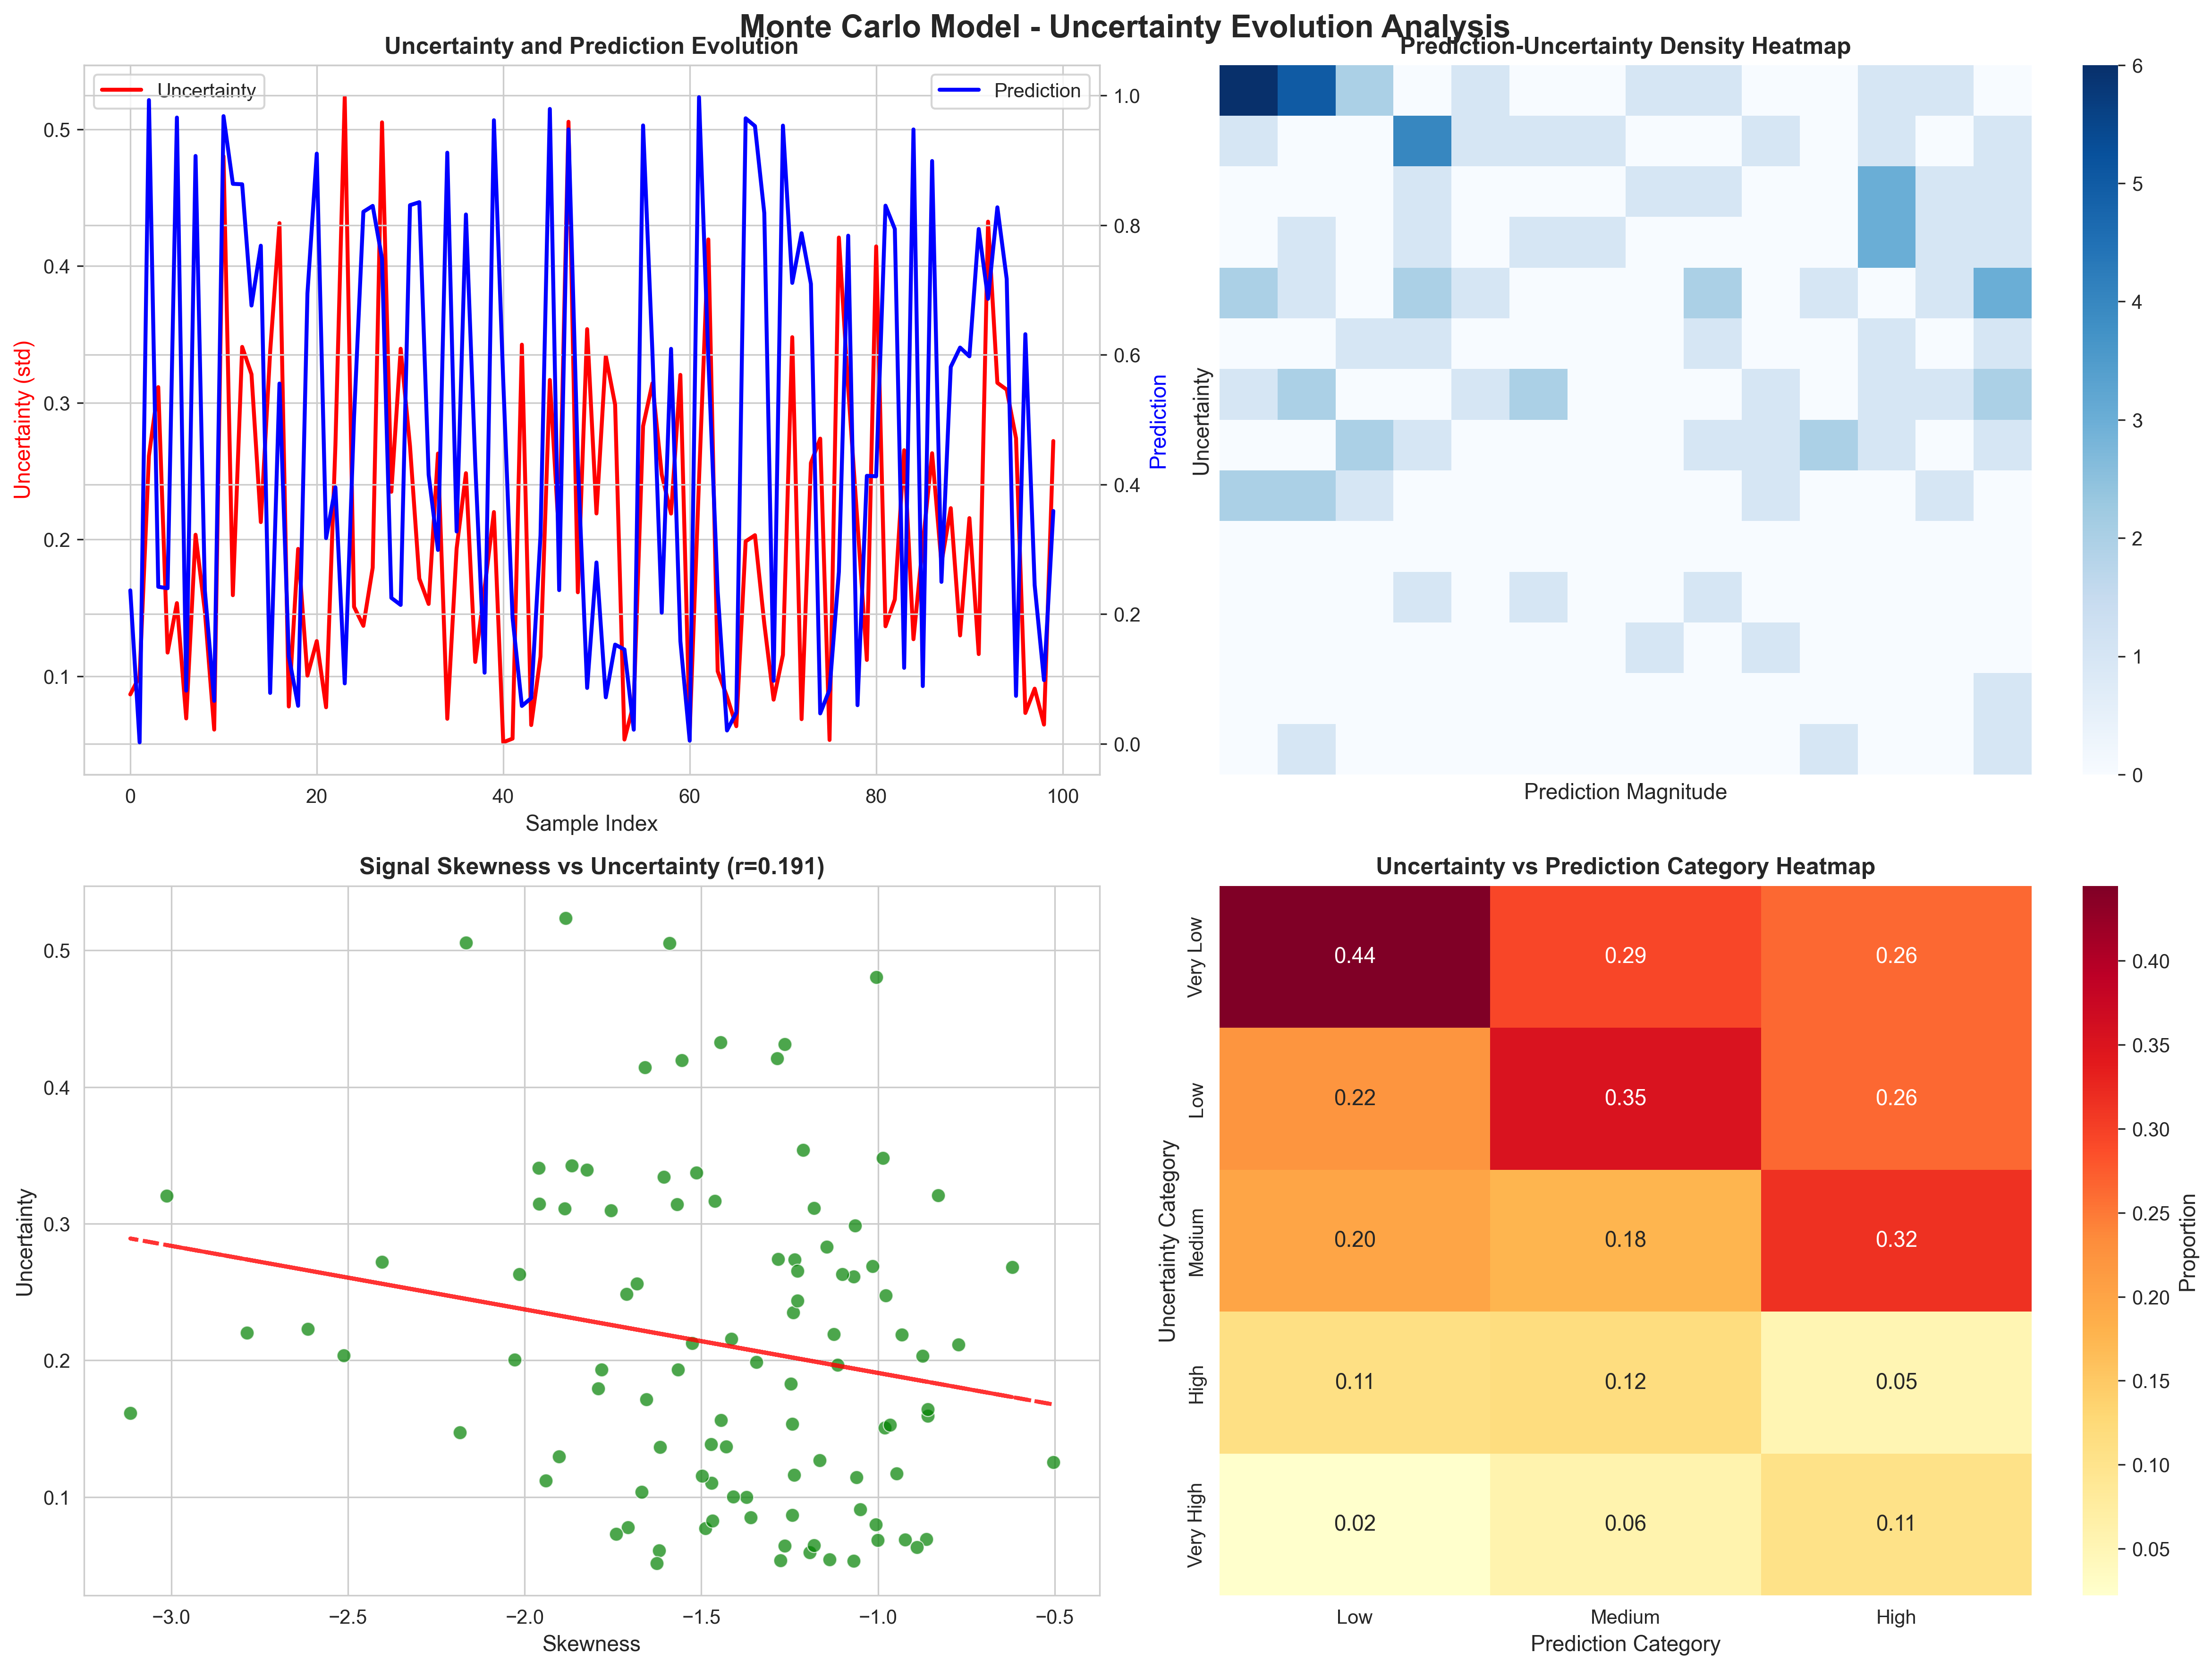 Monte Carlo Model - Uncertainty Evolution Analysis
Uncertainty and Prediction Evolution
Uncertainty
Prediction
Uncertainty (std)
0.5
0.4
0.3
0.2
0.1
1.0
0.8
0.6
0.4
0.2
0.0
Prediction
0
20
40
60
80
100
Sample Index
Prediction-Uncertainty Density Heatmap
Uncertainty
Prediction Magnitude
6
5
4
3
2
1
0
Signal Skewness vs Uncertainty (r=0.191)
Uncertainty
0.5
0.4
0.3
0.2
0.1
−3.0
−2.5
−2.0
−1.5
−1.0
−0.5
Skewness
Uncertainty vs Prediction Category Heatmap
Uncertainty Category
Very Low
0.44
0.29
0.26
Low
0.22
0.35
0.26
Medium
0.20
0.18
0.32
High
0.11
0.12
0.05
Very High
0.02
0.06
0.11
Low
Medium
High
Prediction Category
0.40
0.35
0.30
0.25
0.20
0.15
0.10
0.05
Proportion